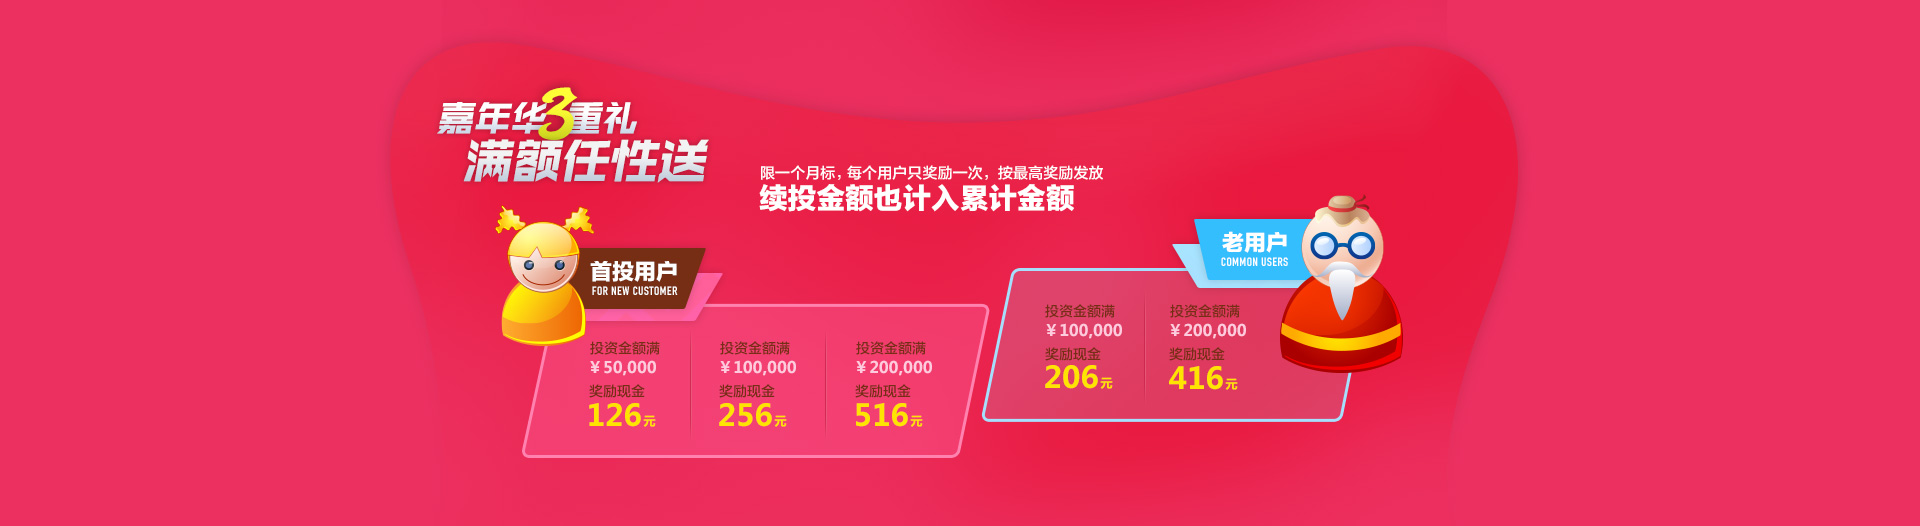 嘉年华3重礼
满额任性送
限一个月标，每个用户只奖励一次，按最高奖励发放
续投金额也计入累计金额
首投用户
FOR NEW CUSTOMER
投资金额满
¥50,000
奖励现金
126元
投资金额满
¥100,000
奖励现金
256元
投资金额满
¥200,000
奖励现金
516元
老用户
COMMON USERS
投资金额满
¥100,000
奖励现金
206元
投资金额满
¥200,000
奖励现金
416元